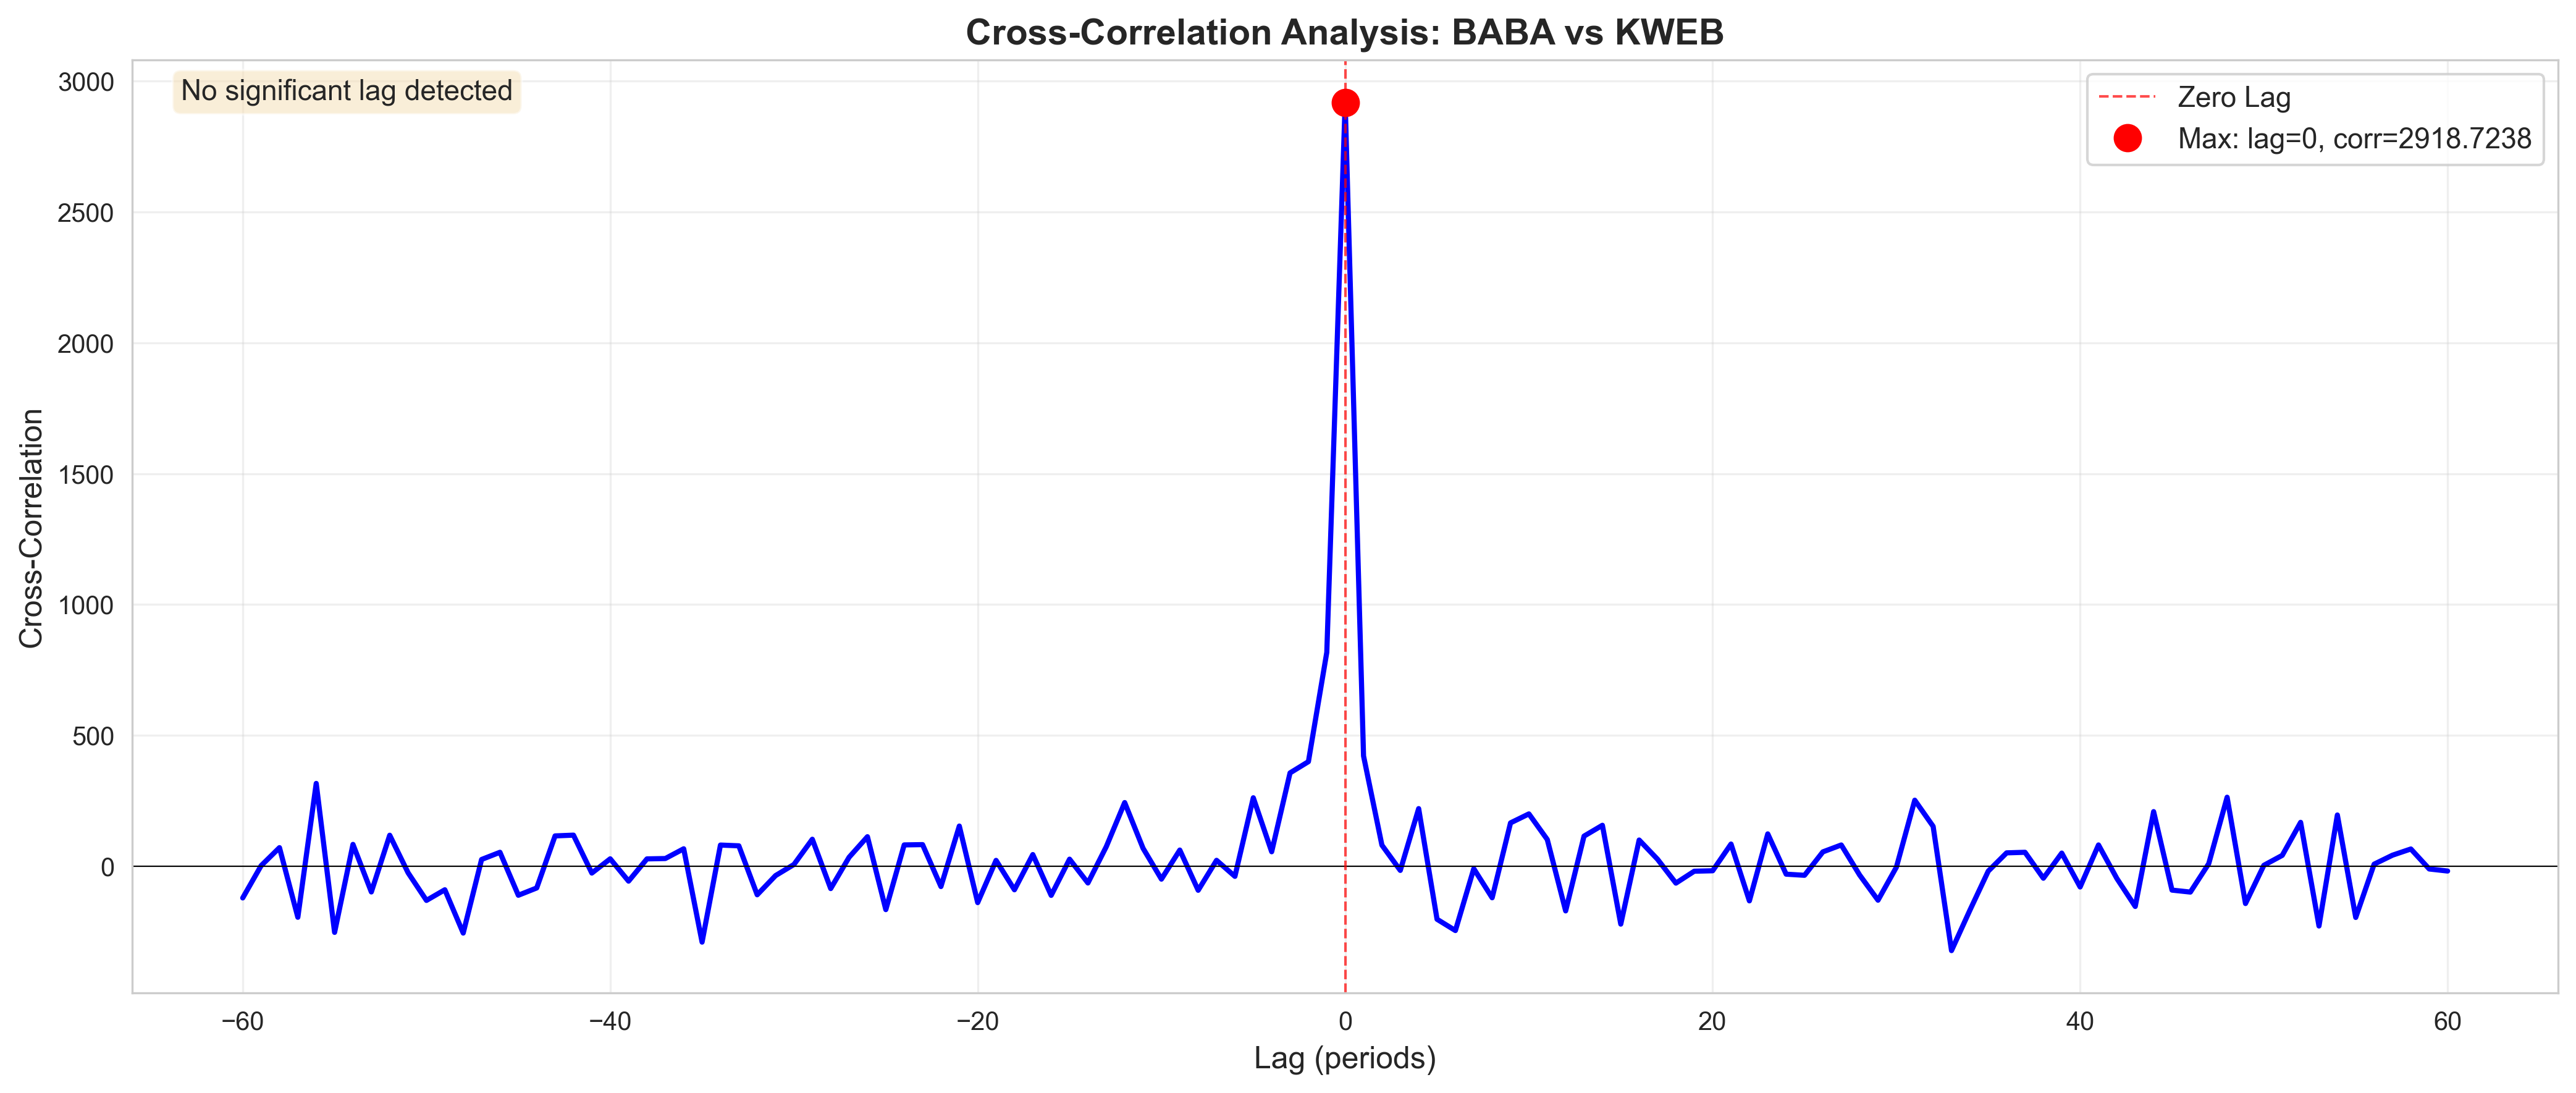 Cross-Correlation Analysis: BABA vs KWEB
No significant lag detected
Zero Lag
Max: lag=0, corr=2918.7238
Cross-Correlation
3000
2500
2000
1500
1000
500
0
−60
−40
−20
0
20
40
60
Lag (periods)